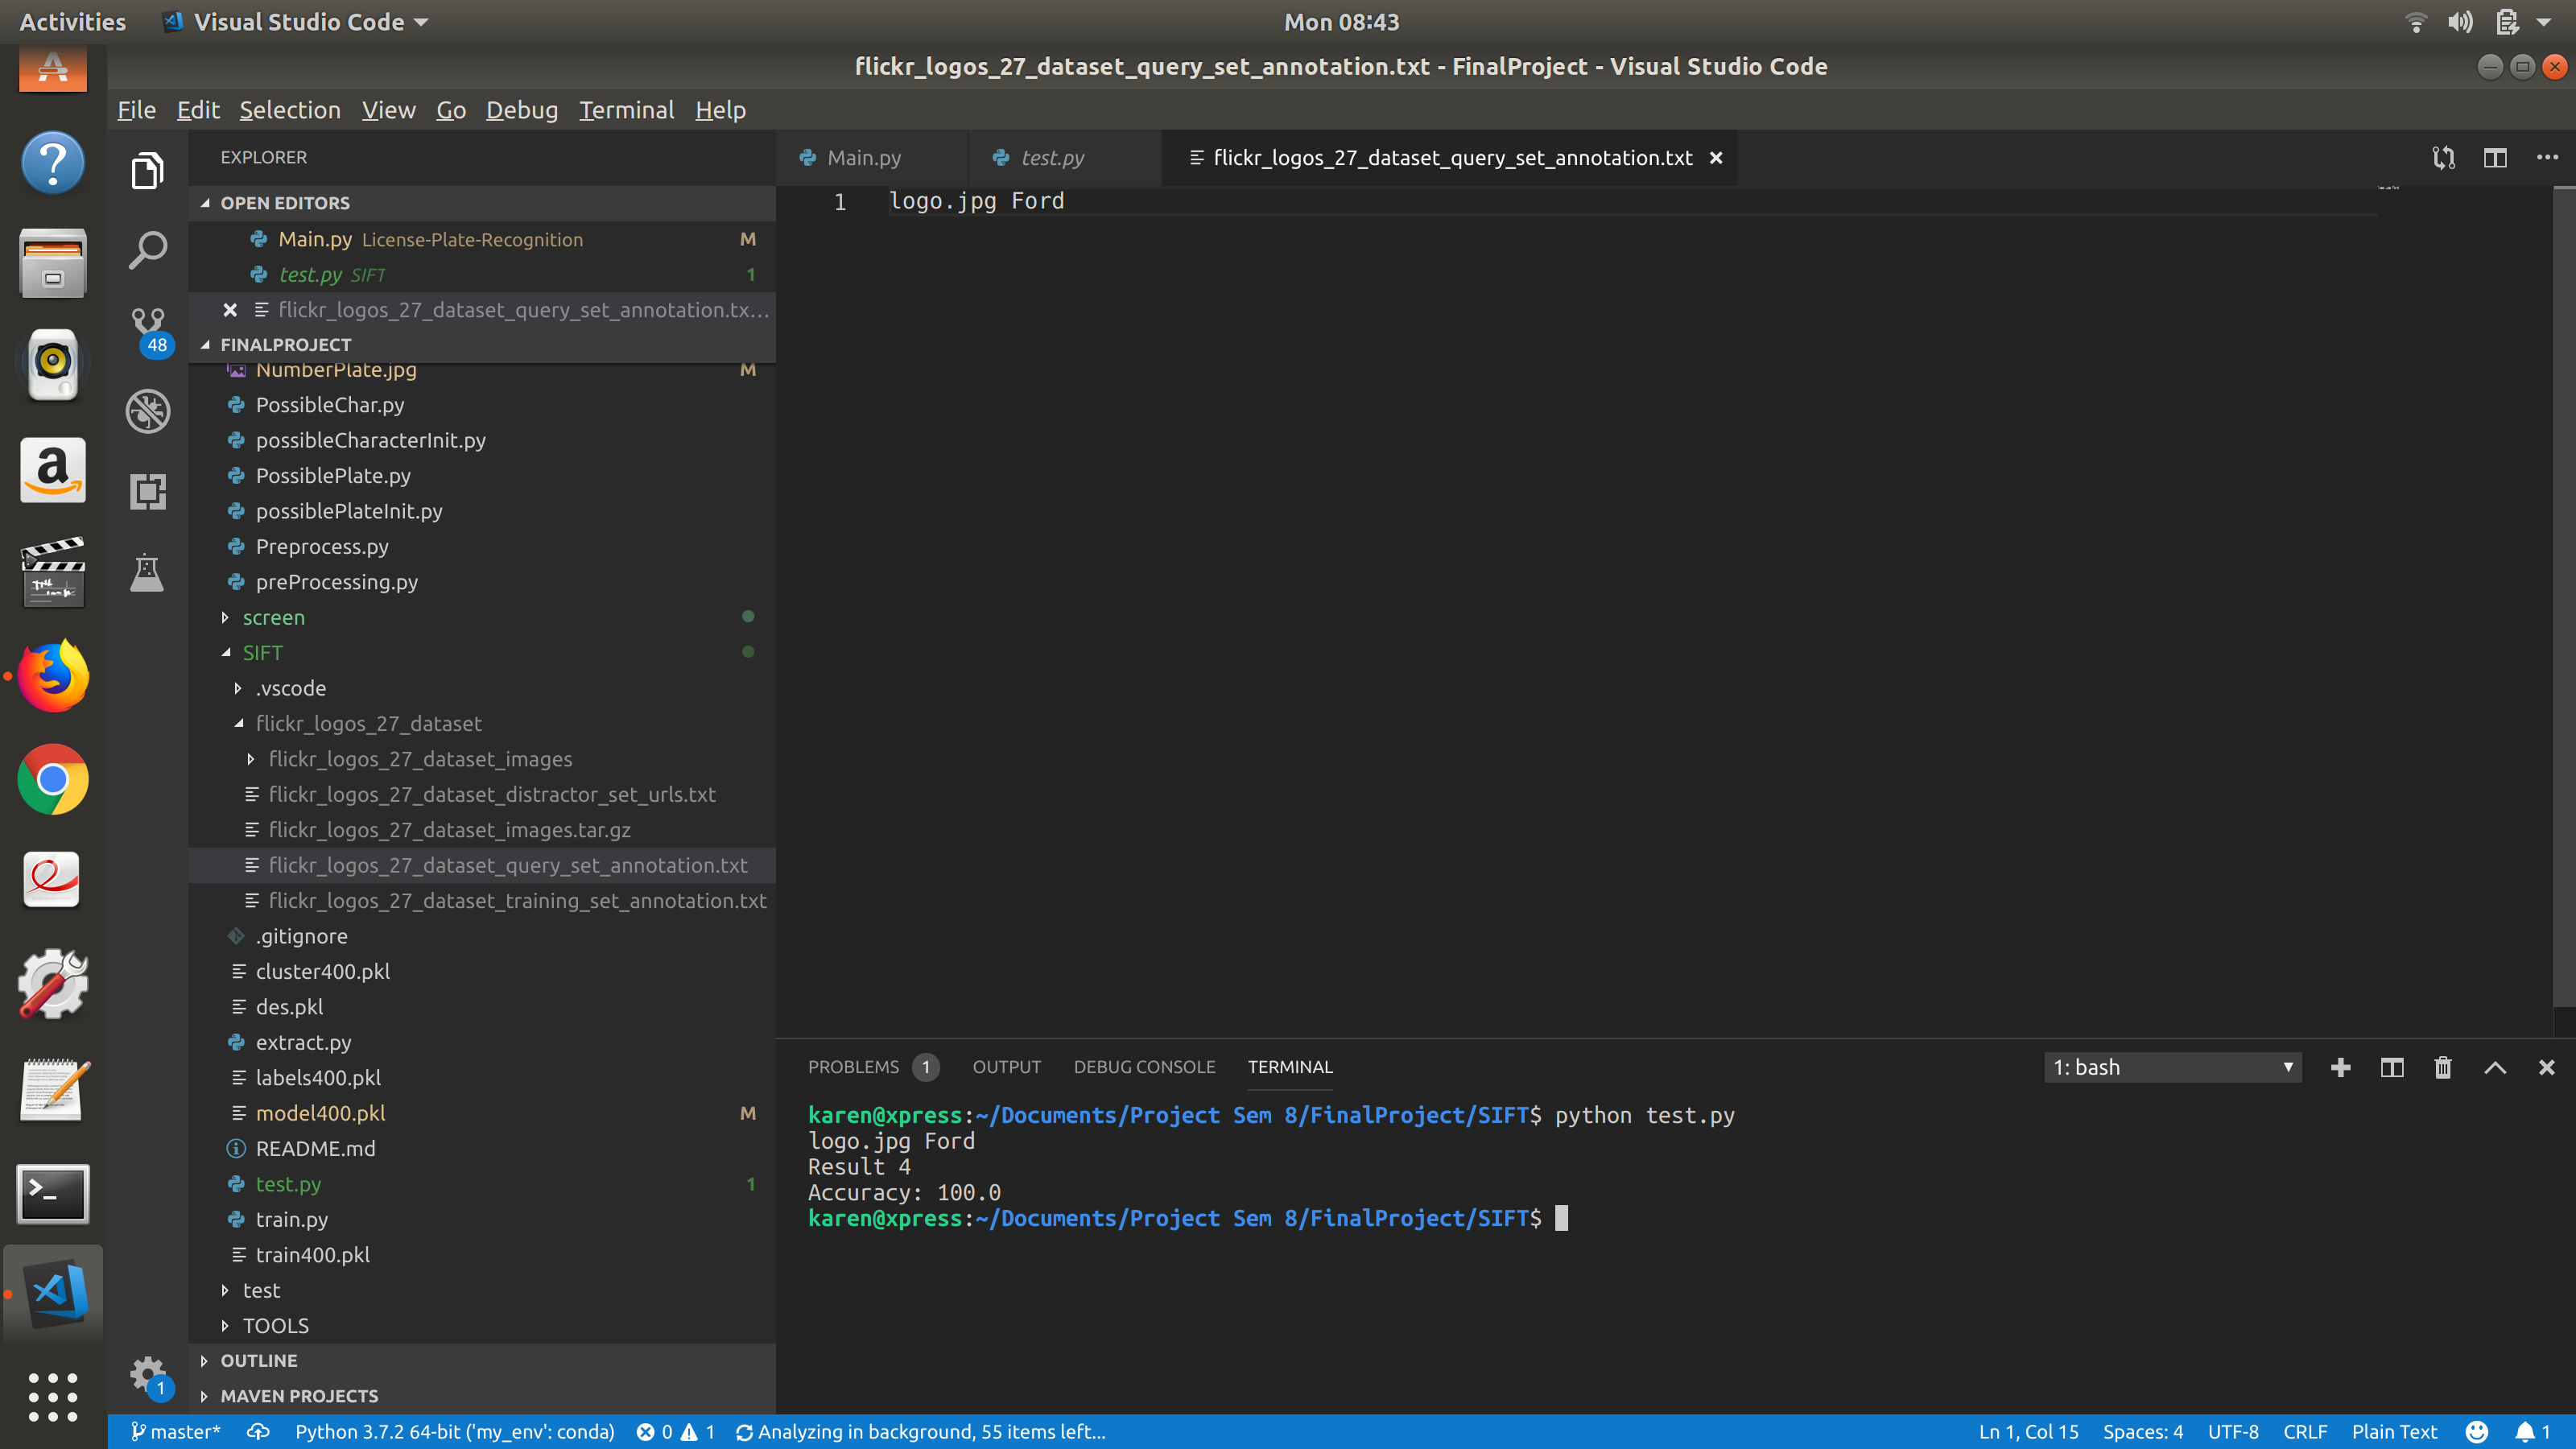 Activities Visual Studio Code Mon 08:43
flickr_logos_27_dataset_query_set_annotation.txt - FinalProject - Visual Studio Code
File Edit Selection View Go Debug Terminal Help
EXPLORER
OPEN EDITORS
Main.py License-Plate-Recognition M
test.py SIFT 1
flickr_logos_27_dataset_query_set_annotation.tx...
FINALPROJECT
NumberPlate.jpg M
PossibleChar.py
possibleCharacterInit.py
PossiblePlate.py
possiblePlateInit.py
Preprocess.py
preProcessing.py
screen
SIFT
.vscode
flickr_logos_27_dataset
flickr_logos_27_dataset_images
flickr_logos_27_dataset_distractor_set_urls.txt
flickr_logos_27_dataset_images.tar.gz
flickr_logos_27_dataset_query_set_annotation.txt
flickr_logos_27_dataset_training_set_annotation.txt
.gitignore
cluster400.pkl
des.pkl
extract.py
labels400.pkl
model400.pkl M
README.md
test.py 1
train.py
train400.pkl
test
TOOLS
OUTLINE
MAVEN PROJECTS
48
1
Main.py test.py flickr_logos_27_dataset_query_set_annotation.txt
1 logo.jpg Ford
PROBLEMS 1 OUTPUT DEBUG CONSOLE TERMINAL 1: bash
karen@xpress:~/Documents/Project Sem 8/FinalProject/SIFT$ python test.py
logo.jpg Ford
Result 4
Accuracy: 100.0
karen@xpress:~/Documents/Project Sem 8/FinalProject/SIFT$
master* Python 3.7.2 64-bit ('my_env': conda) 0 1 Analyzing in background, 55 items left... Ln 1, Col 15 Spaces: 4 UTF-8 CRLF Plain Text 1